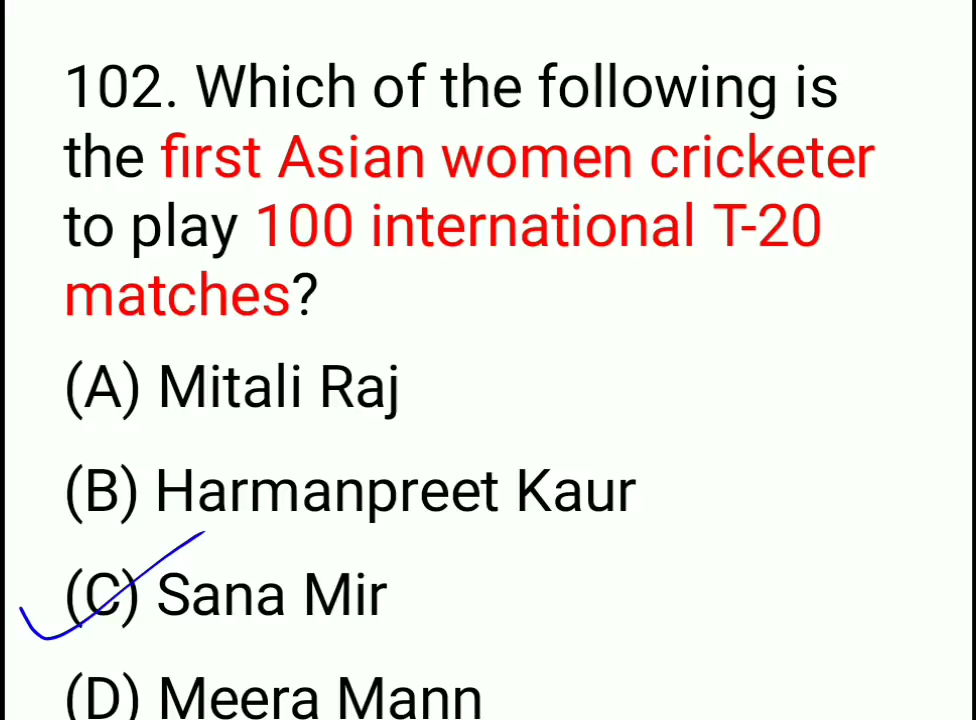 102. Which of the following is
the first Asian women cricketer
to play 100 international T-20
matches?
(A) Mitali Raj
(B) Harmanpreet Kaur
(C) Sana Mir
(D) Meera Mann